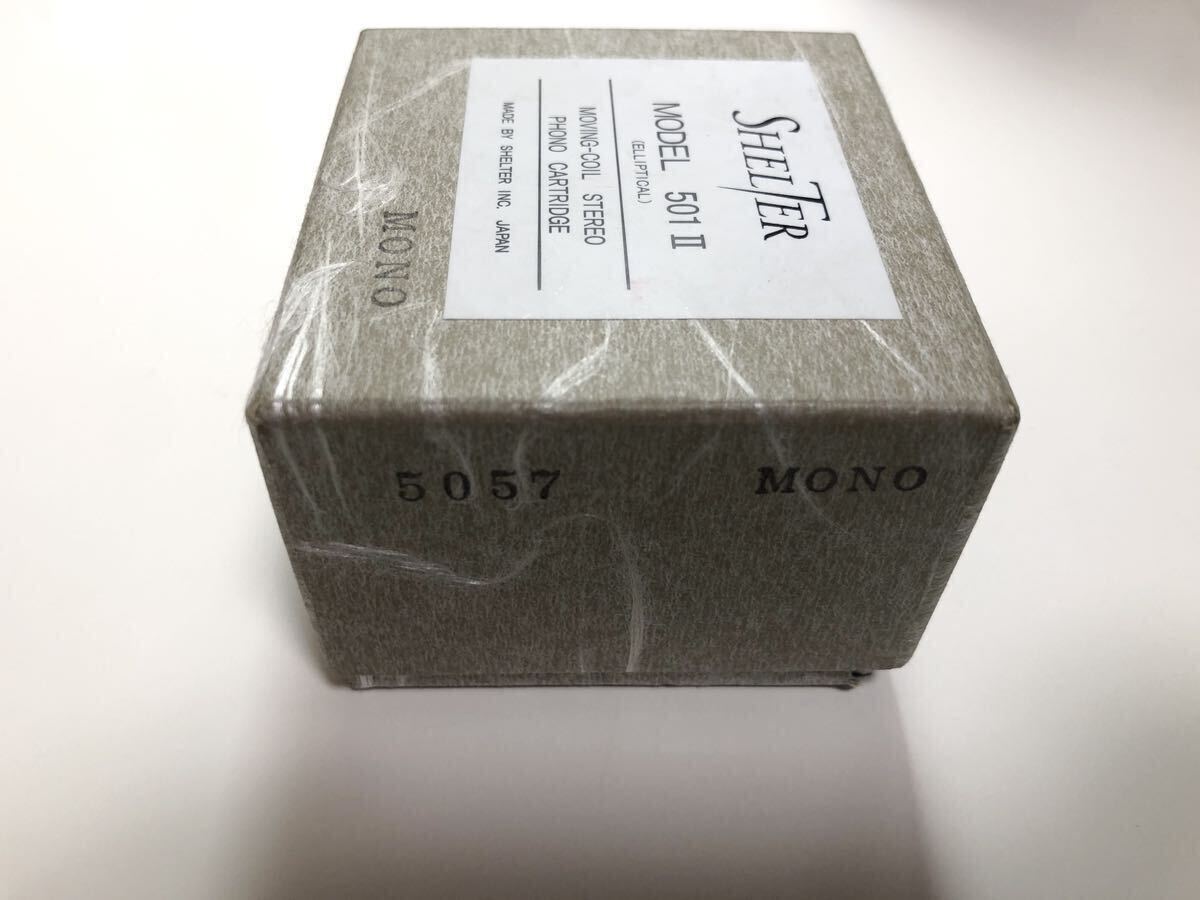 SHELTER
MODEL 501 II
(ELLIPTICAL)
MOVING-COIL STEREO
PHONO CARTRIDGE
MADE BY SHELTER INC. JAPAN
MONO
5057 MONO